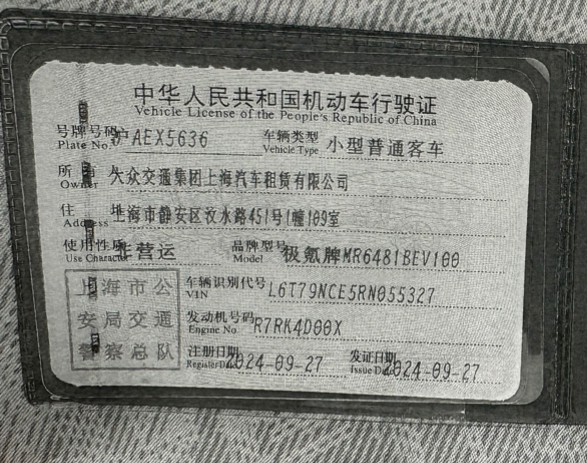 中华人民共和国机动车行驶证
Vehicle License of the People's Republic of China
号牌号码 沪AEX5636 车辆类型 小型普通客车
Plate No. Vehicle Type
所有人 大众交通集团上海汽车租赁有限公司
Owner
住址 上海市静安区汶水路451号1幢109室
Address
使用性质 非营运 品牌型号 极氪牌MR6481BEV100
Use Character Model
上海市公
安局交通
警察总队
车辆识别代号 L6T79NCE5RN055327
VIN
发动机号码 R7RK4D00X
Engine No.
注册日期 2024-09-27 发证日期 2024-09-27
Register Date Issue Date